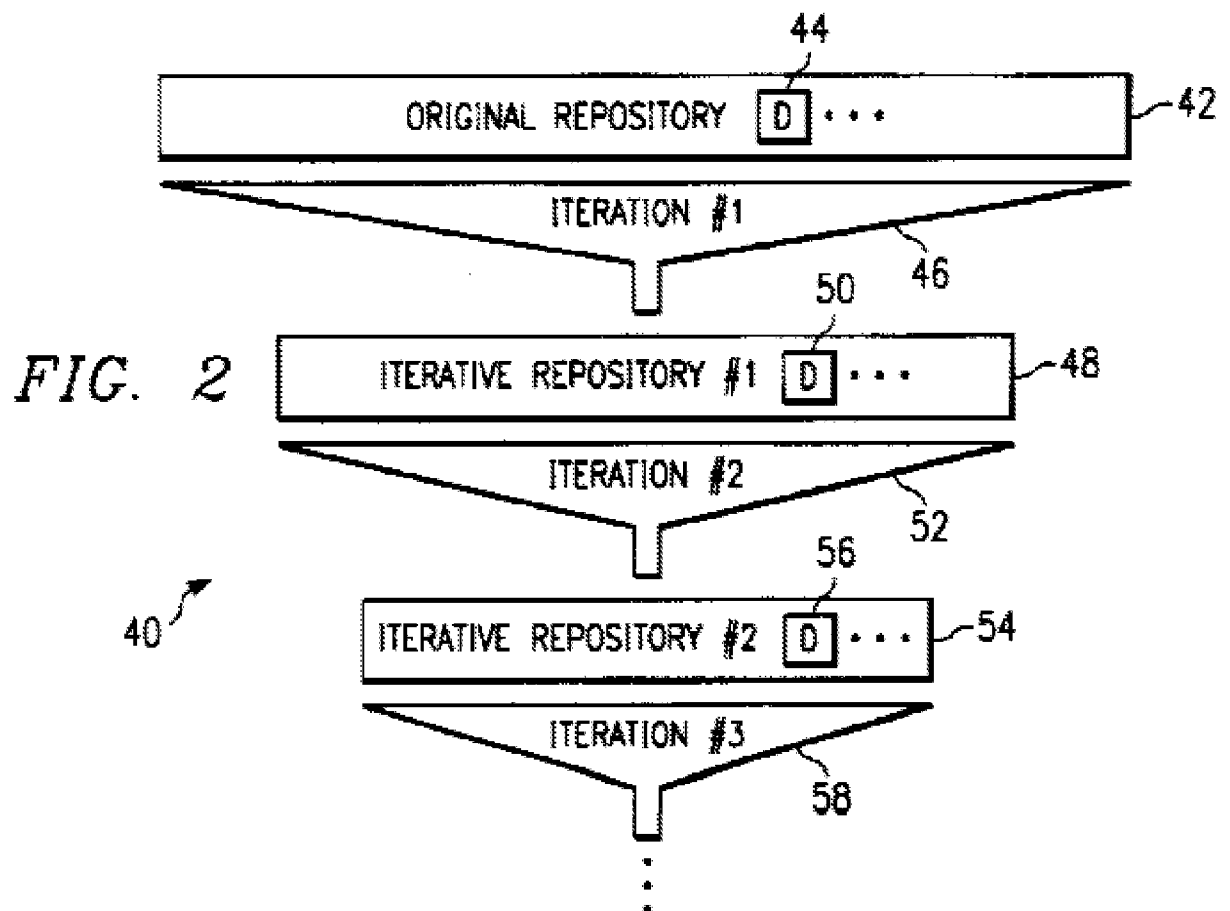 44
ORIGINAL REPOSITORY D • • •
42
ITERATION #1
46
50
FIG. 2
ITERATIVE REPOSITORY #1 D • • •
48
ITERATION #2
52
56
40
ITERATIVE REPOSITORY #2 D • • •
54
ITERATION #3
58